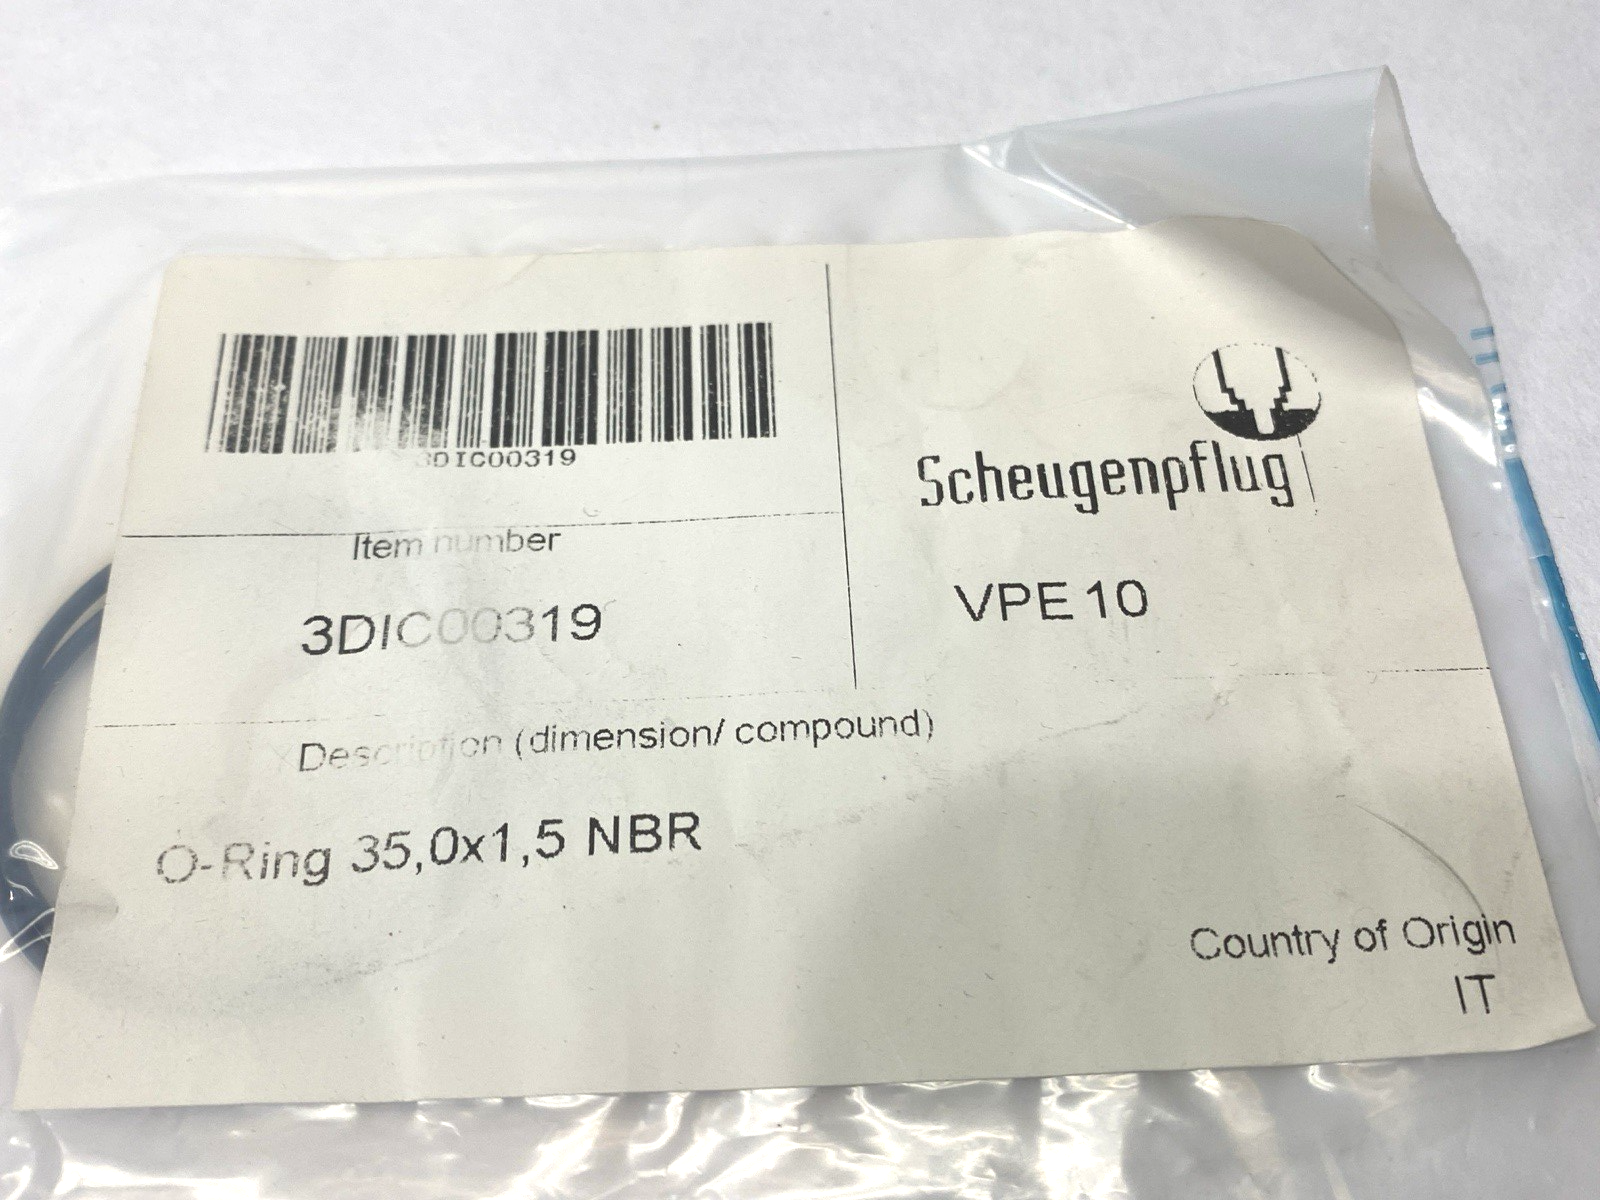 3DIC00319
Scheugenpflug
Item number
3DIC00319
VPE 10
Description (dimension/ compound)
O-Ring 35,0x1,5 NBR
Country of Origin
IT